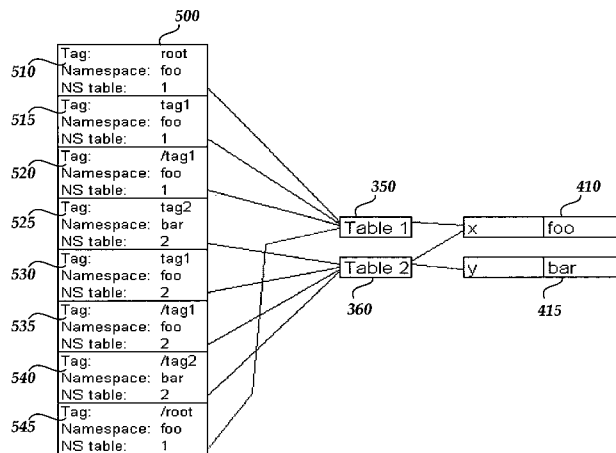 500
510
Tag: root
Namespace: foo
NS table: 1
515
Tag: tag1
Namespace: foo
NS table: 1
520
Tag: /tag1
Namespace: foo
NS table: 1
525
Tag: tag2
Namespace: bar
NS table: 2
530
Tag: tag1
Namespace: foo
NS table: 2
535
Tag: /tag1
Namespace: foo
NS table: 2
540
Tag: /tag2
Namespace: bar
NS table: 2
545
Tag: /root
Namespace: foo
NS table: 1
350
Table 1
410
x foo
Table 2
360
y bar
415